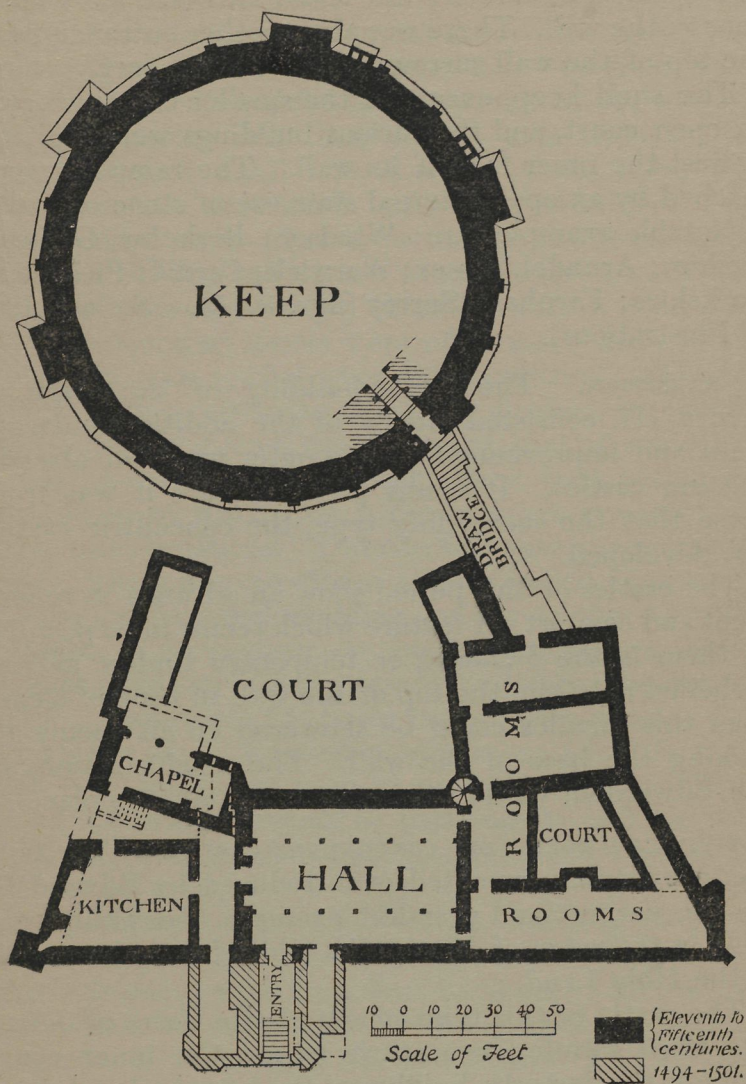 KEEP
DRAW
BRIDGE
COURT
CHAPEL
ROOMS
COURT
HALL
KITCHEN
ROOMS
ENTRY
10 0 10 20 30 40 50
Scale of Feet
Eleventh to
Fifteenth
centuries.
1494-1501.